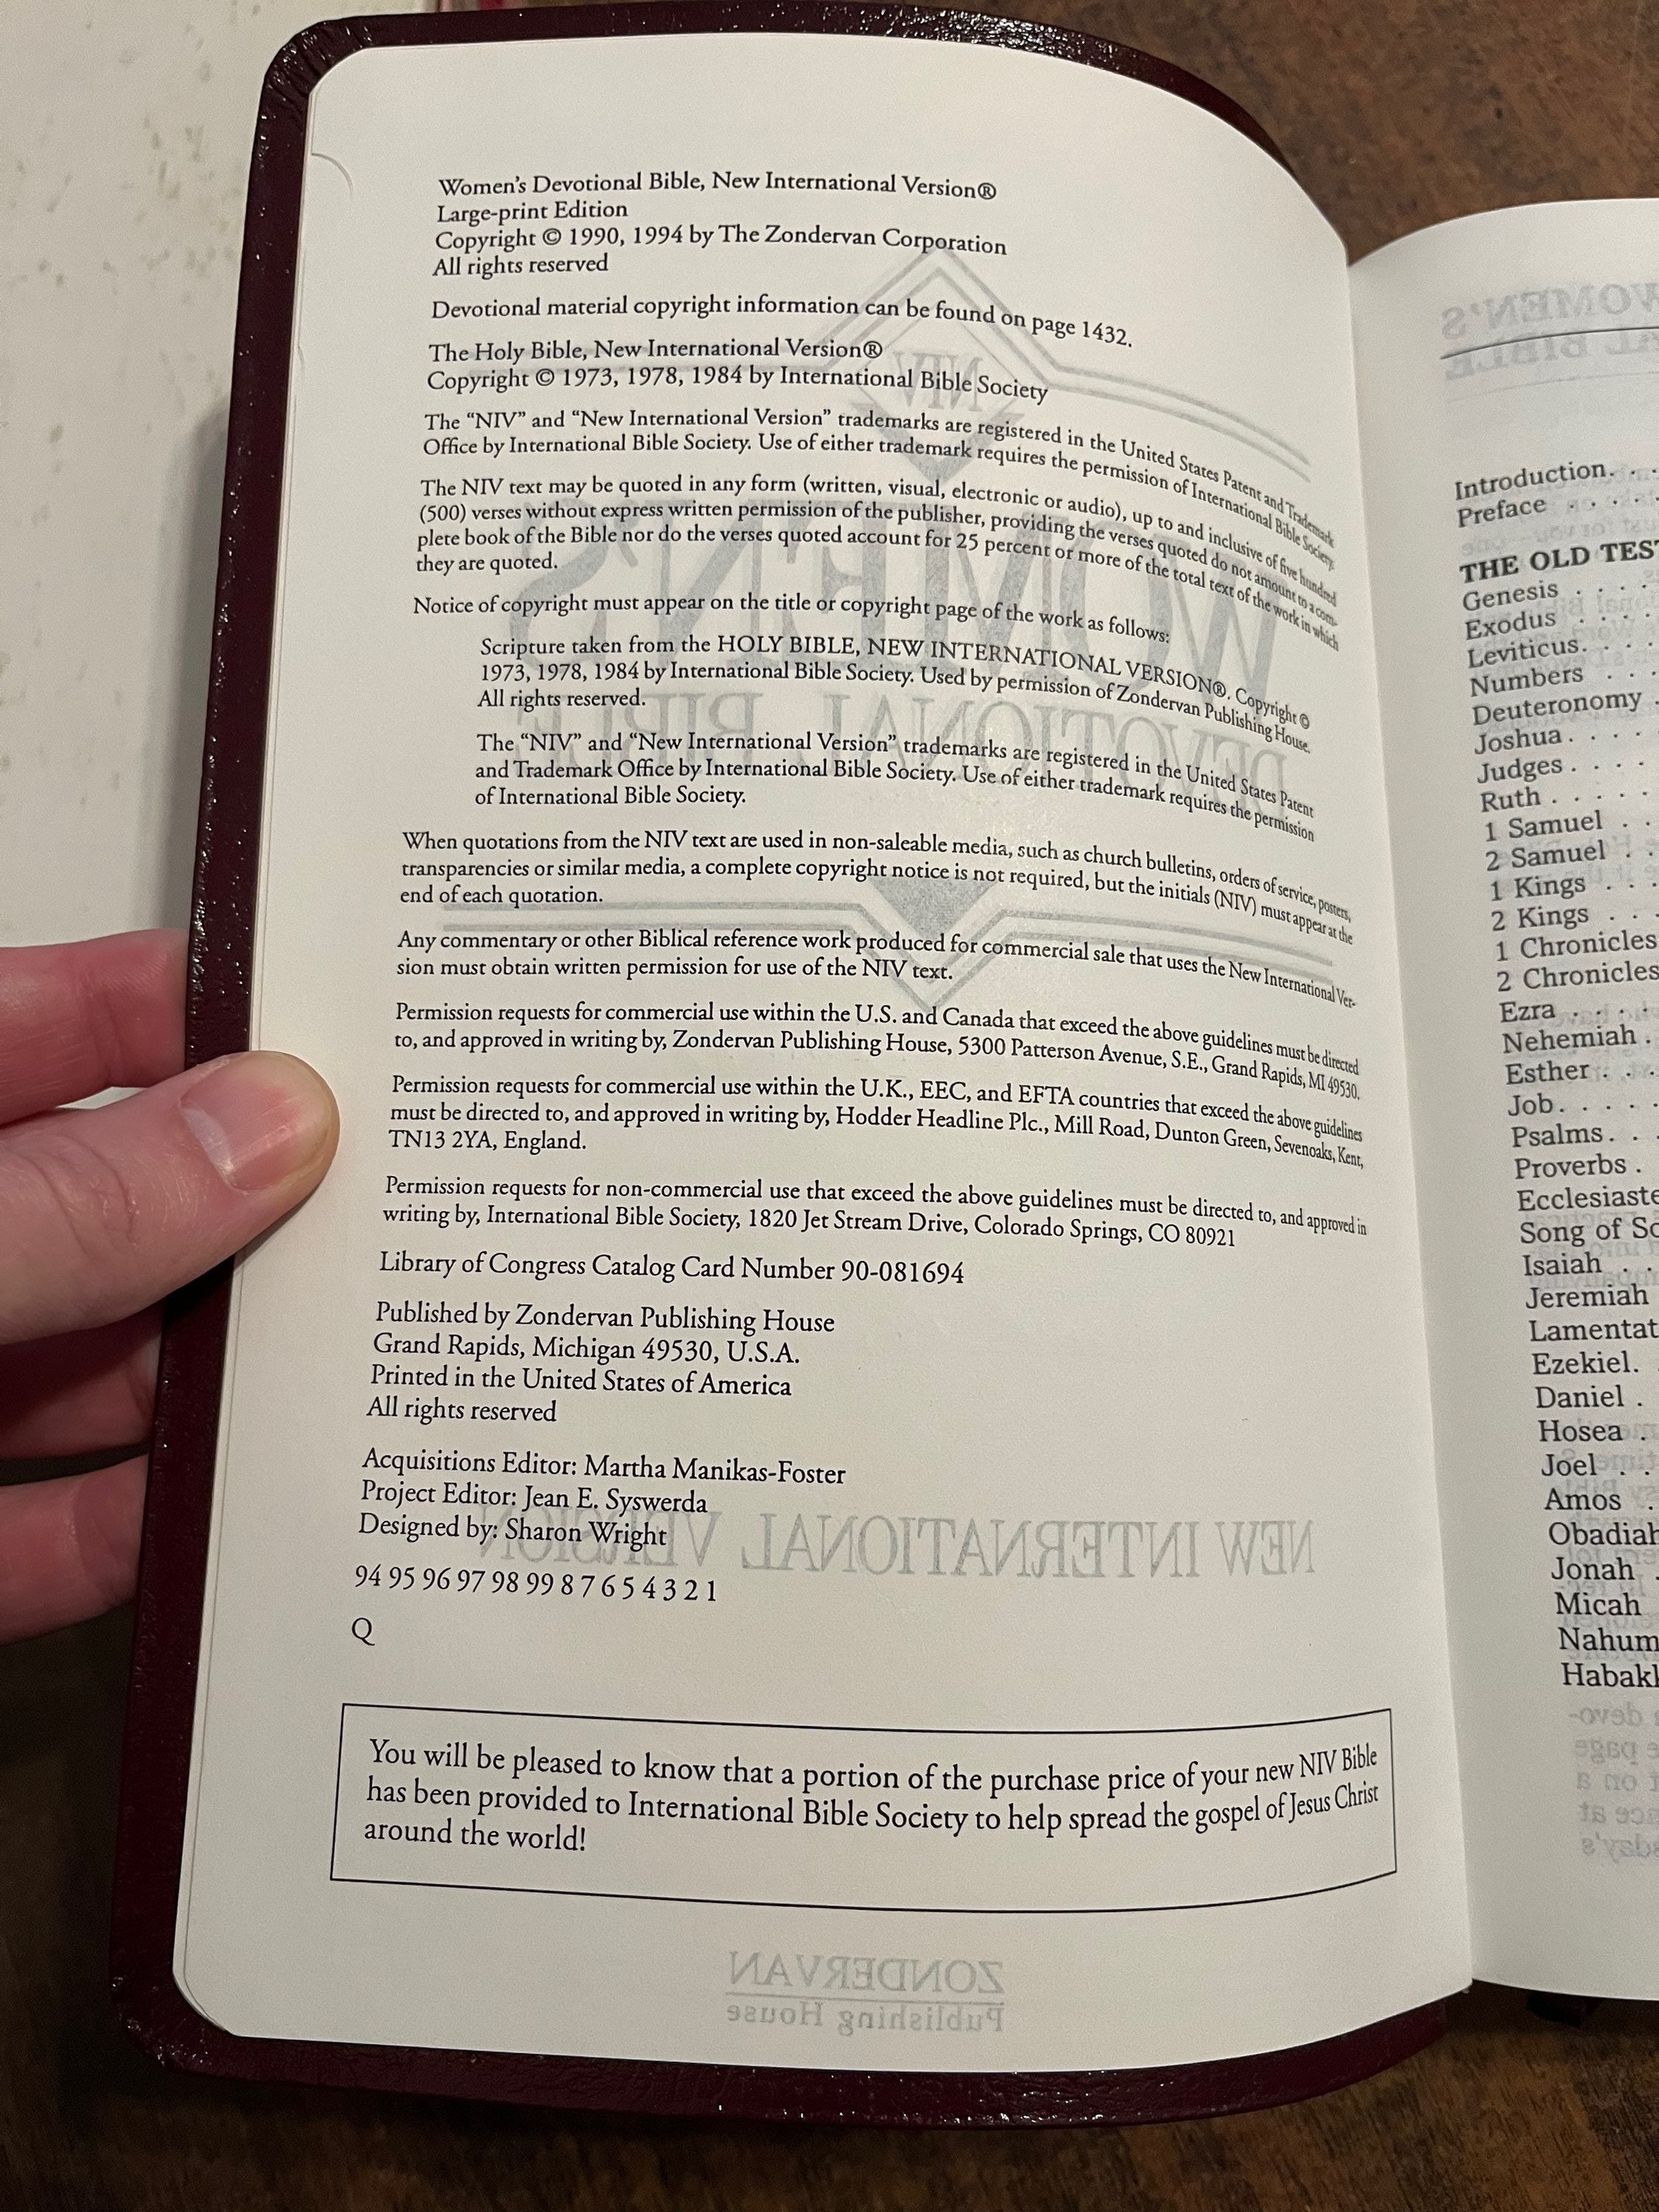 Women's Devotional Bible, New International Version®
Large-print Edition
Copyright © 1990, 1994 by The Zondervan Corporation
All rights reserved
Devotional material copyright information can be found on page 1432.
The Holy Bible, New International Version®
Copyright © 1973, 1978, 1984 by International Bible Society
The “NIV” and “New International Version” trademarks are registered in the United States Patent and Trademark
Office by International Bible Society. Use of either trademark requires the permission of International Bible Society.
The NIV text may be quoted in any form (written, visual, electronic or audio), up to and inclusive of five hundred
(500) verses without express written permission of the publisher, providing the verses quoted do not amount to a com-
plete book of the Bible nor do the verses quoted account for 25 percent or more of the total text of the work in which
they are quoted.
Notice of copyright must appear on the title or copyright page of the work as follows:
Scripture taken from the HOLY BIBLE, NEW INTERNATIONAL VERSION®. Copyright ©
1973, 1978, 1984 by International Bible Society. Used by permission of Zondervan Publishing House.
All rights reserved.
The “NIV” and “New International Version” trademarks are registered in the United States Patent
and Trademark Office by International Bible Society. Use of either trademark requires the permission
of International Bible Society.
When quotations from the NIV text are used in non-saleable media, such as church bulletins, orders of service, posters,
transparencies or similar media, a complete copyright notice is not required, but the initials (NIV) must appear at the
end of each quotation.
Any commentary or other Biblical reference work produced for commercial sale that uses the New International Ver-
sion must obtain written permission for use of the NIV text.
Permission requests for commercial use within the U.S. and Canada that exceed the above guidelines must be directed
to, and approved in writing by, Zondervan Publishing House, 5300 Patterson Avenue, S.E., Grand Rapids, MI 49530.
Permission requests for commercial use within the U.K., EEC, and EFTA countries that exceed the above guidelines
must be directed to, and approved in writing by, Hodder Headline Plc., Mill Road, Dunton Green, Sevenoaks, Kent,
TN13 2YA, England.
Permission requests for non-commercial use that exceed the above guidelines must be directed to, and approved in
writing by, International Bible Society, 1820 Jet Stream Drive, Colorado Springs, CO 80921
Library of Congress Catalog Card Number 90-081694
Published by Zondervan Publishing House
Grand Rapids, Michigan 49530, U.S.A.
Printed in the United States of America
All rights reserved
Acquisitions Editor: Martha Manikas-Foster
Project Editor: Jean E. Syswerda
Designed by: Sharon Wright
94 95 96 97 98 99 8 7 6 5 4 3 2 1
Q
You will be pleased to know that a portion of the purchase price of your new NIV Bible
has been provided to International Bible Society to help spread the gospel of Jesus Christ
around the world!
NIV
WOMEN'S
DEVOTIONAL BIBLE
NEW INTERNATIONAL VERSION
ZONDERVAN
Publishing House
Introduction. . .
Preface . . . .
THE OLD TES
Genesis . . . .
Exodus . . . .
Leviticus. . . .
Numbers . . .
Deuteronomy .
Joshua. . . . .
Judges . . . .
Ruth . . . . .
1 Samuel . .
2 Samuel . .
1 Kings . . .
2 Kings . . .
1 Chronicles
2 Chronicles
Ezra . . . .
Nehemiah .
Esther . . .
Job. . . . .
Psalms. . .
Proverbs .
Ecclesiaste
Song of So
Isaiah . .
Jeremiah
Lamentat
Ezekiel. .
Daniel .
Hosea .
Joel . .
Amos .
Obadiah
Jonah .
Micah
Nahum
Habakk